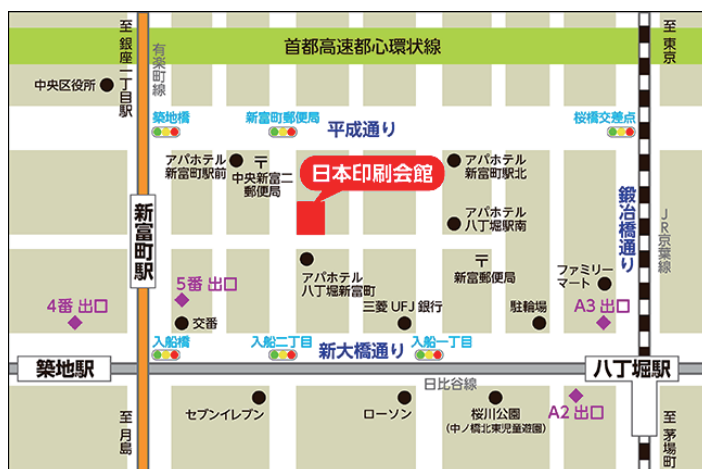 首都高速都心環状線
至 銀座一丁目駅
有楽町線
至 東京
中央区役所
築地橋
新富町郵便局
平成通り
桜橋交差点
アパホテル
新富町駅前
〒
中央新富二
郵便局
日本印刷会館
アパホテル
新富町駅北
アパホテル
八丁堀駅南
鍛冶橋通り
JR京葉線
新富町駅
アパホテル
八丁堀新富町
〒
新富郵便局
ファミリー
マート
4番 出口
5番 出口
交番
三菱 UFJ 銀行
駐輪場
A3 出口
入船橋
入船二丁目
新大橋通り
入船一丁目
築地駅
八丁堀駅
日比谷線
至 月島
セブンイレブン
ローソン
桜川公園
(中ノ橋北東児童遊園)
A2 出口
至 茅場町